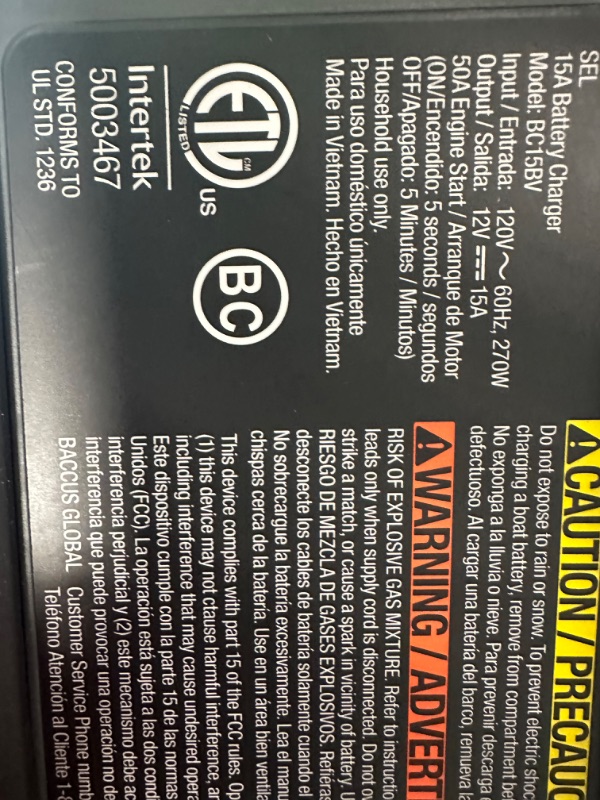 SEL
15A Battery Charger
Model: BC15BV
Input / Entrada: 120V~ 60Hz, 270W
Output / Salida: 12V ⎓ 15A
50A Engine Start / Arranque de Motor
(ON/Encendido: 5 seconds / segundos
OFF/Apagado: 5 Minutes / Minutos)
Household use only.
Para uso doméstico únicamente
Made in Vietnam. Hecho en Vietnam.
ETL
CM
LISTED
US
Intertek
5003467
CONFORMS TO
UL STD. 1236
BC
CAUTION / PRECAUC
Do not expose to rain or snow. To prevent electric shoc
charging a boat battery, remove from compartment be
No exponga a la lluvia o nieve. Para prevenir descarga
defectuoso. Al cargar una batería del barco, remueva la
WARNING / ADVERT
RISK OF EXPLOSIVE GAS MIXTURE. Refer to instructio
leads only when supply cord is disconnected. Do not ou
strike a match, or cause a spark in vicinity of battery. U
RIESGO DE MEZCLA DE GASES EXPLOSIVOS. Refiéras
desconecte los cables de batería solamente cuando el
No sobrecargue la batería excesivamente. Lea el manu
chispas cerca de la batería. Use en un área bien ventila
This device complies with part 15 of the FCC rules. Op
(1) this device may not clause harmful interference, an
including interference that may cause undesired opera
Este dispositivo cumple con la parte 15 de las normas
Unidos (FCC). La operación está sujeta a las dos condi
interferencia perjudicial y (2) este mecanismo debe ac
interferencia que puede provocar una operación no de
BACCUS GLOBAL Customer Service Phone numb
Teléfono Atención al Cliente 1-8